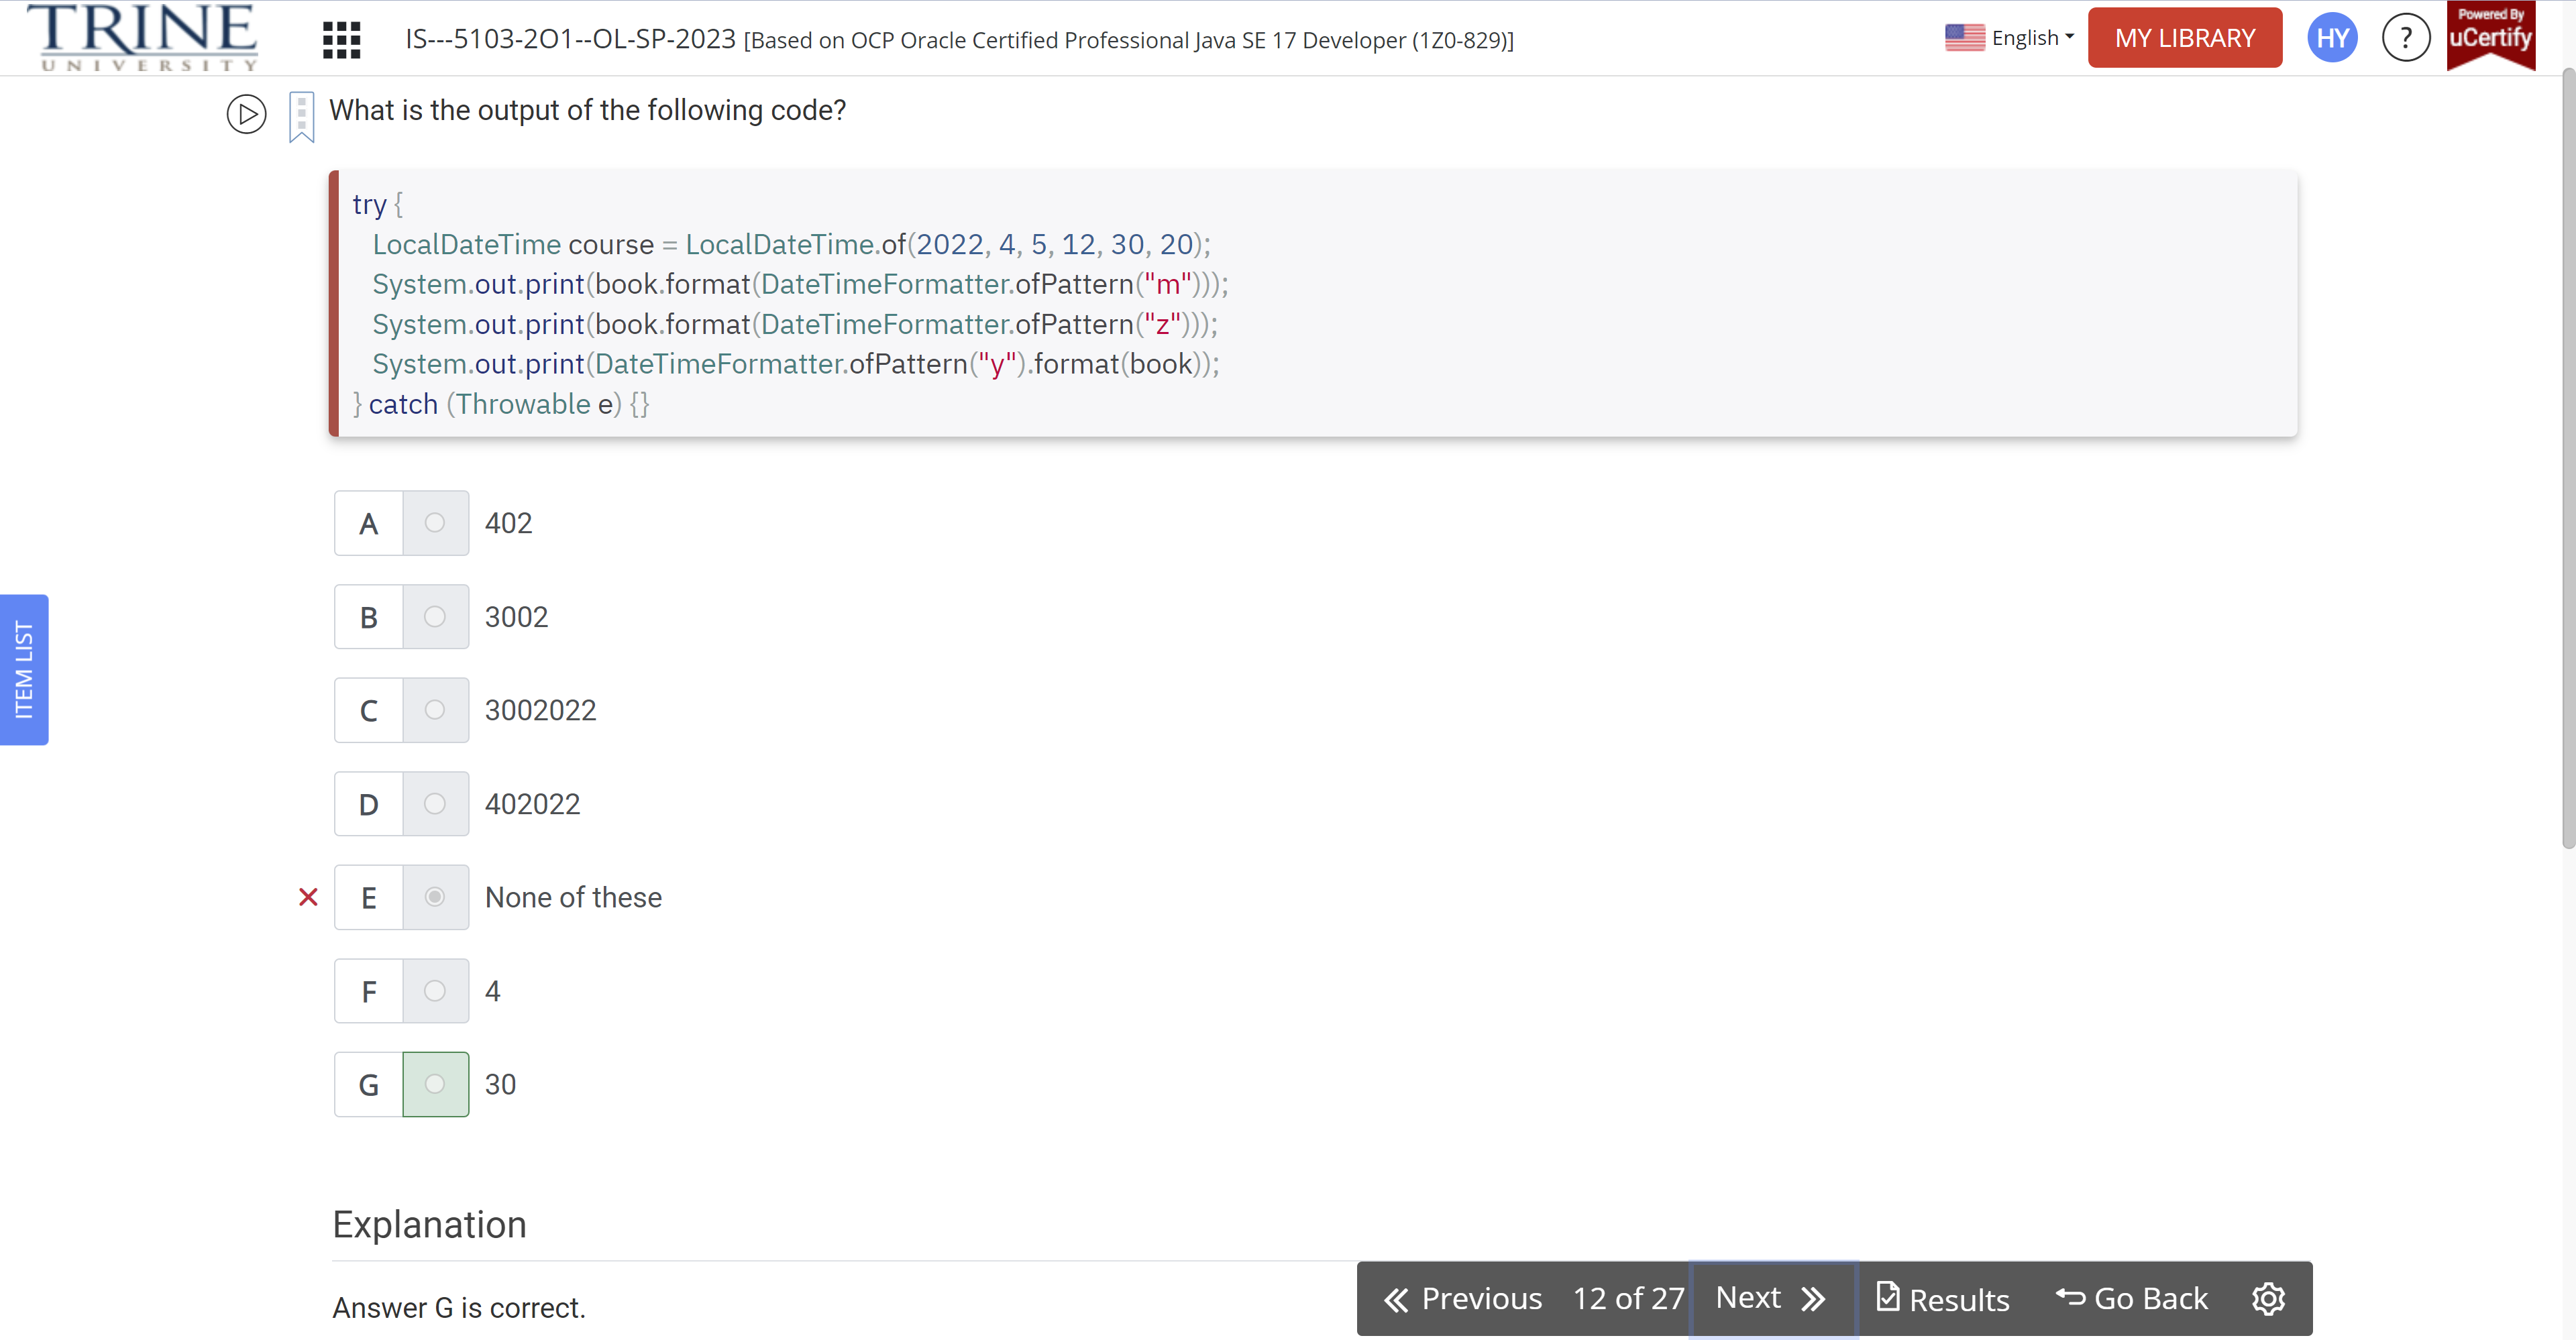 TRINE
UNIVERSITY
IS---5103-2O1--OL-SP-2023 [Based on OCP Oracle Certified Professional Java SE 17 Developer (1Z0-829)]
English
MY LIBRARY
HY
?
Powered By
uCertify
What is the output of the following code?
try {
LocalDateTime course = LocalDateTime.of(2022, 4, 5, 12, 30, 20);
System.out.print(book.format(DateTimeFormatter.ofPattern("m")));
System.out.print(book.format(DateTimeFormatter.ofPattern("z")));
System.out.print(DateTimeFormatter.ofPattern("y").format(book));
} catch (Throwable e) {}
A 402
B 3002
C 3002022
D 402022
E None of these
F 4
G 30
ITEM LIST
Explanation
Answer G is correct.
Previous 12 of 27 Next Results Go Back